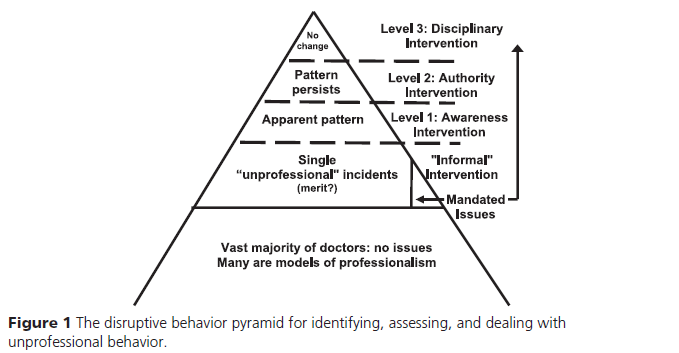 No
change
Level 3: Disciplinary
Intervention
Pattern
persists
Level 2: Authority
Intervention
Apparent pattern
Level 1: Awareness
Intervention
Single
"unprofessional" incidents
(merit?)
"Informal"
Intervention
Mandated
Issues
Vast majority of doctors: no issues
Many are models of professionalism
Figure 1 The disruptive behavior pyramid for identifying, assessing, and dealing with
unprofessional behavior.